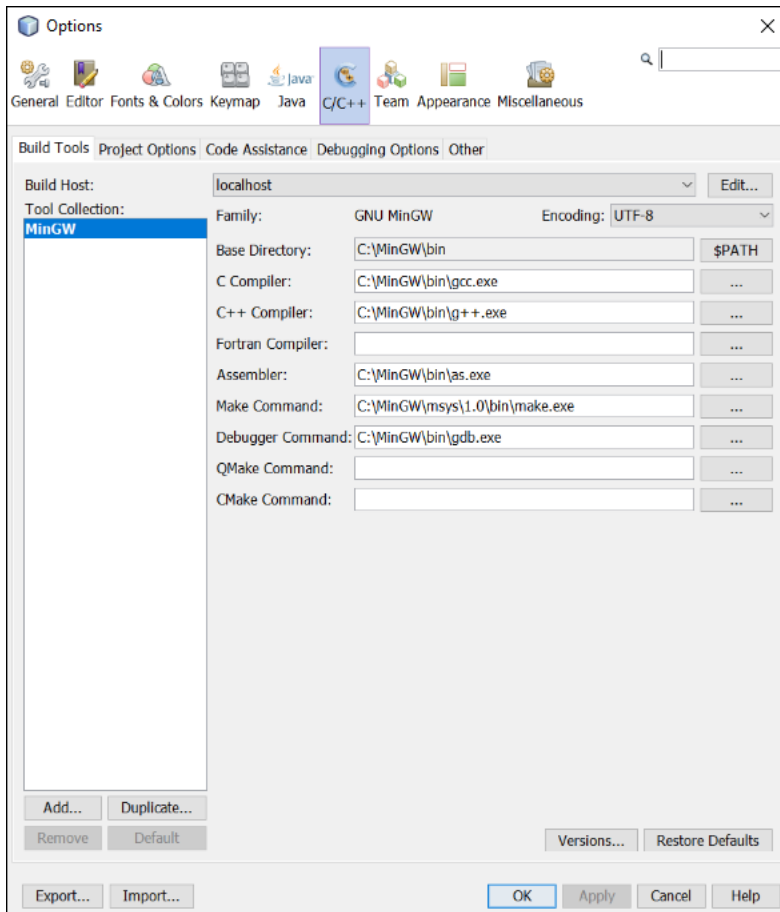 Options
General Editor Fonts & Colors Keymap Java C/C++ Team Appearance Miscellaneous
Build Tools Project Options Code Assistance Debugging Options Other
Build Host: localhost Edit...
Tool Collection:
MinGW
Family: GNU MinGW Encoding: UTF-8
Base Directory: C:\MinGW\bin $PATH
C Compiler: C:\MinGW\bin\gcc.exe ...
C++ Compiler: C:\MinGW\bin\g++.exe ...
Fortran Compiler: ...
Assembler: C:\MinGW\bin\as.exe ...
Make Command: C:\MinGW\msys\1.0\bin\make.exe ...
Debugger Command: C:\MinGW\bin\gdb.exe ...
QMake Command: ...
CMake Command: ...
Add... Duplicate...
Remove Default
Versions... Restore Defaults
Export... Import... OK Apply Cancel Help